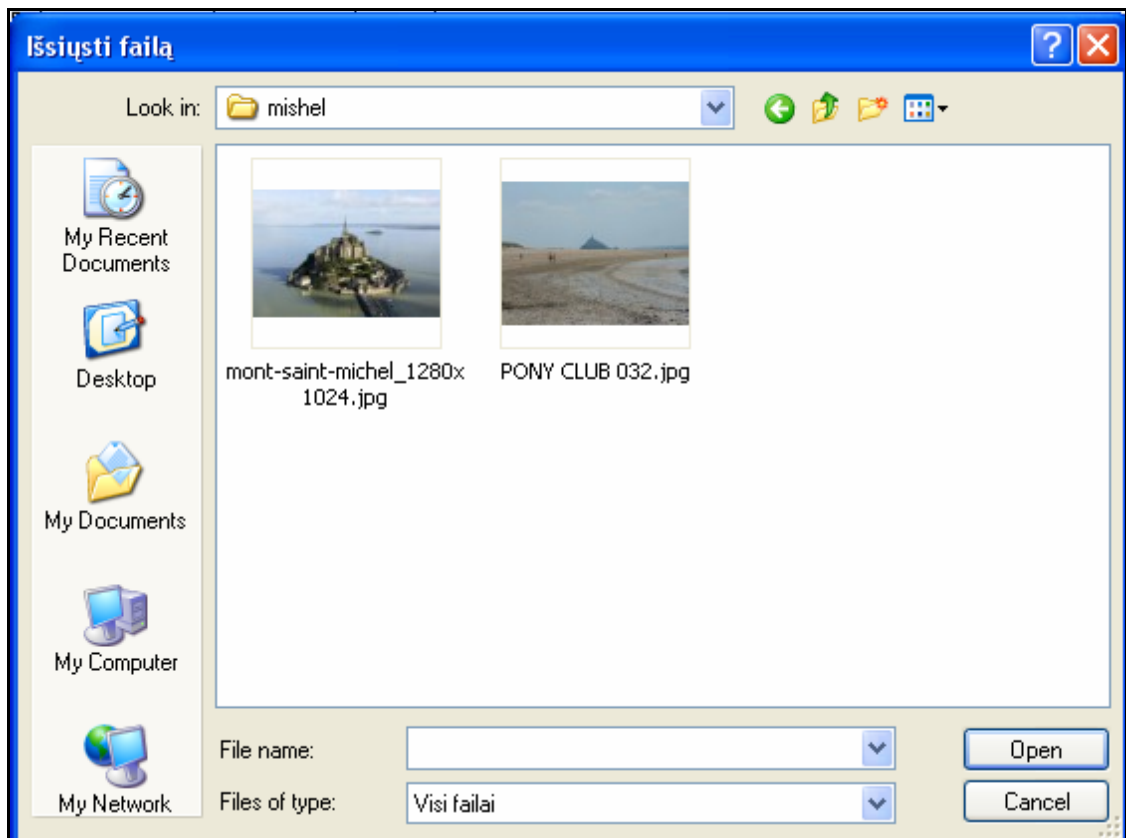 Išsiųsti failą
Look in:
mishel
My Recent
Documents
Desktop
My Documents
My Computer
My Network
mont-saint-michel_1280x
1024.jpg
PONY CLUB 032.jpg
File name:
Open
Files of type:
Visi failai
Cancel